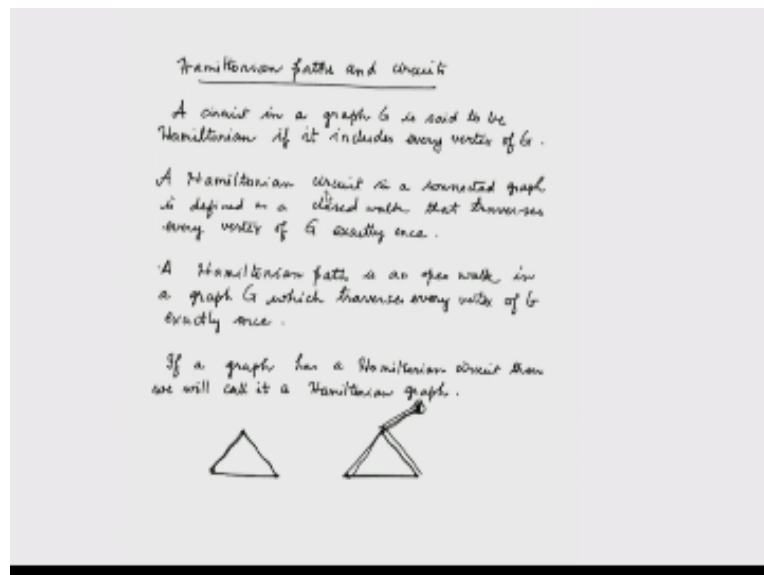 Hamiltonian paths and circuits
A circuit in a graph G is said to be
Hamiltonian if it includes every vertex of G.
A Hamiltonian circuit in a connected graph
is defined as a closed walk that traverses
every vertex of G exactly once.
A Hamiltonian path is an open walk in
a graph G which traverses every vertex of G
exactly once.
If a graph has a Hamiltonian circuit then
we will call it a Hamiltonian graph.